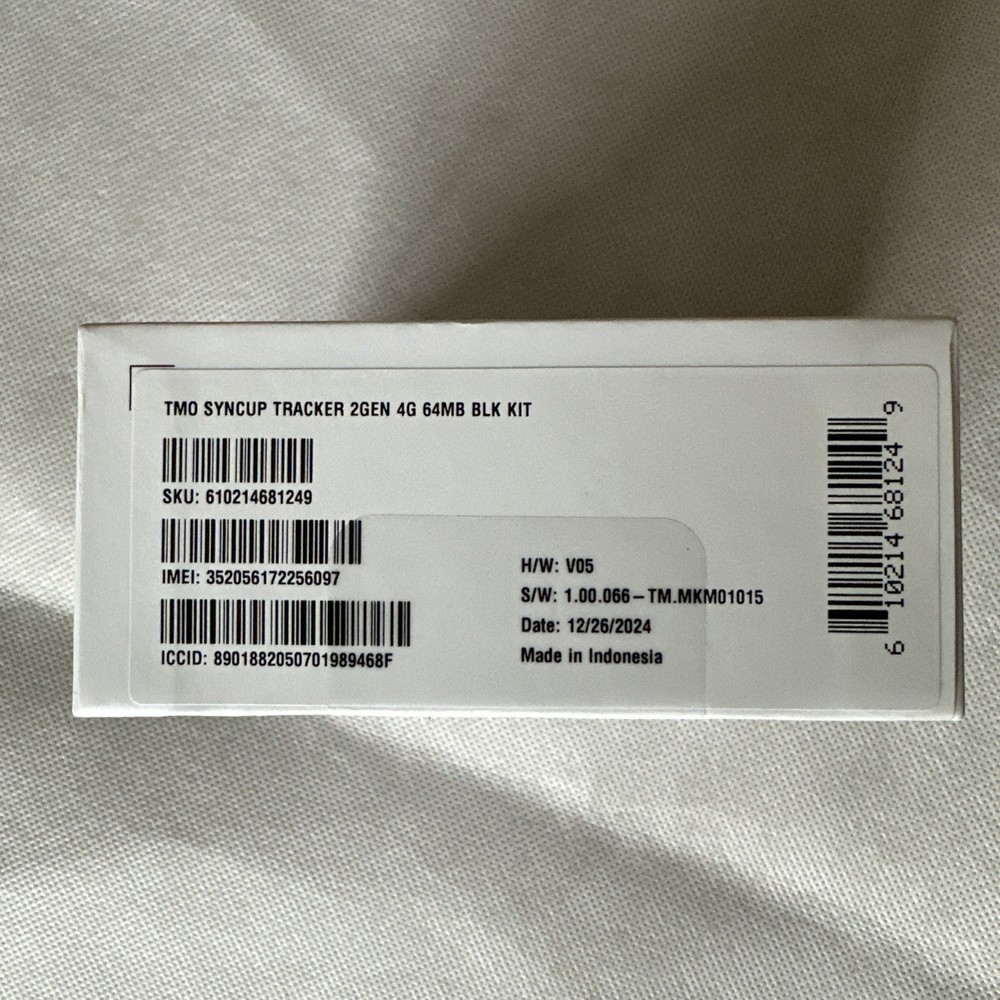 TMO SYNCUP TRACKER 2GEN 4G 64MB BLK KIT
SKU: 610214681249
IMEI: 352056172256097
ICCID: 8901882050701989468F
H/W: V05
S/W: 1.00.066-TM.MKM01015
Date: 12/26/2024
Made in Indonesia
6 10214 68124 9